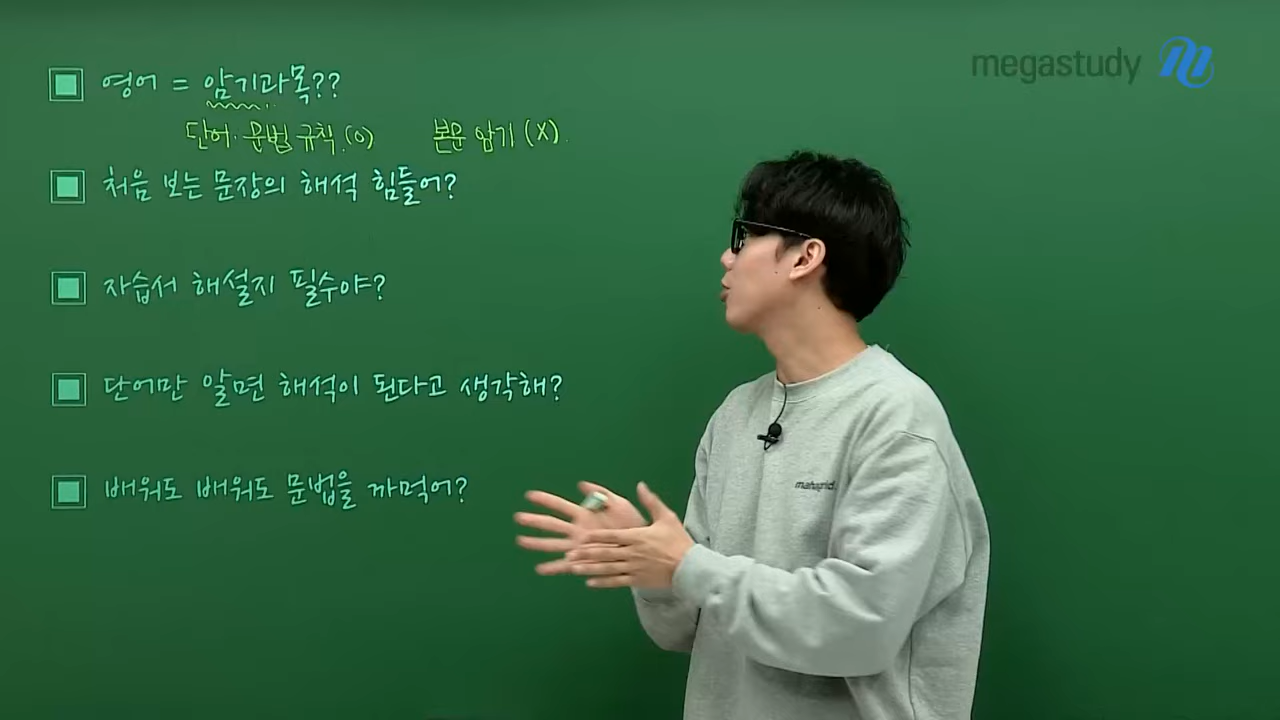 megastudy
영어 = 암기과목??
단어· 문법 규칙.(O) 본문 암기 (X).
처음 보는 문장의 해석 힘들어?
자습서 해설지 필수야?
단어만 알면 해석이 된다고 생각해?
배워도 배워도 문법을 까먹어?
mahagrid